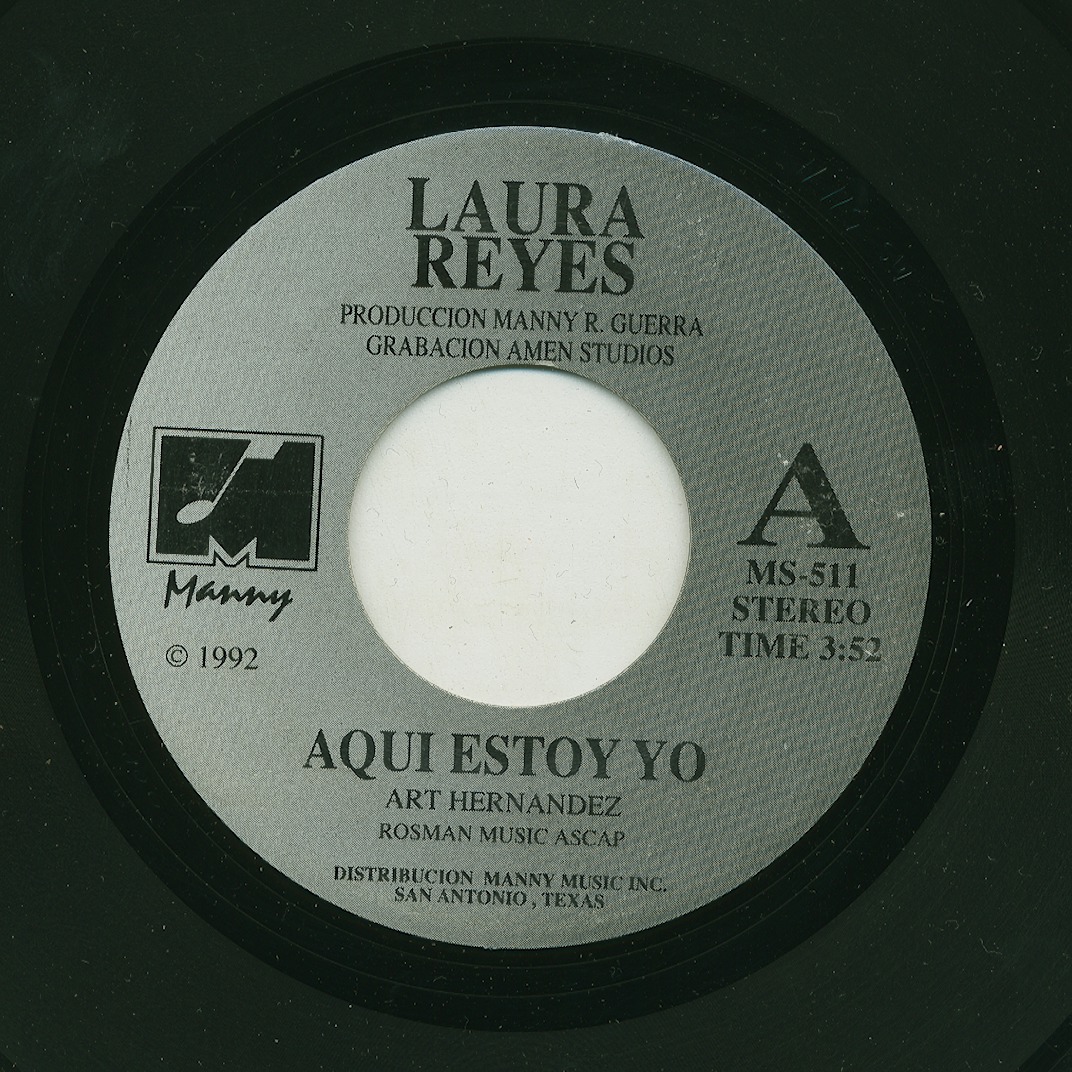 LAURA
REYES
PRODUCCION MANNY R. GUERRA
GRABACION AMEN STUDIOS
Manny
© 1992
A
MS-511
STEREO
TIME 3:52
AQUI ESTOY YO
ART HERNANDEZ
ROSMAN MUSIC ASCAP
DISTRIBUCION MANNY MUSIC INC.
SAN ANTONIO , TEXAS